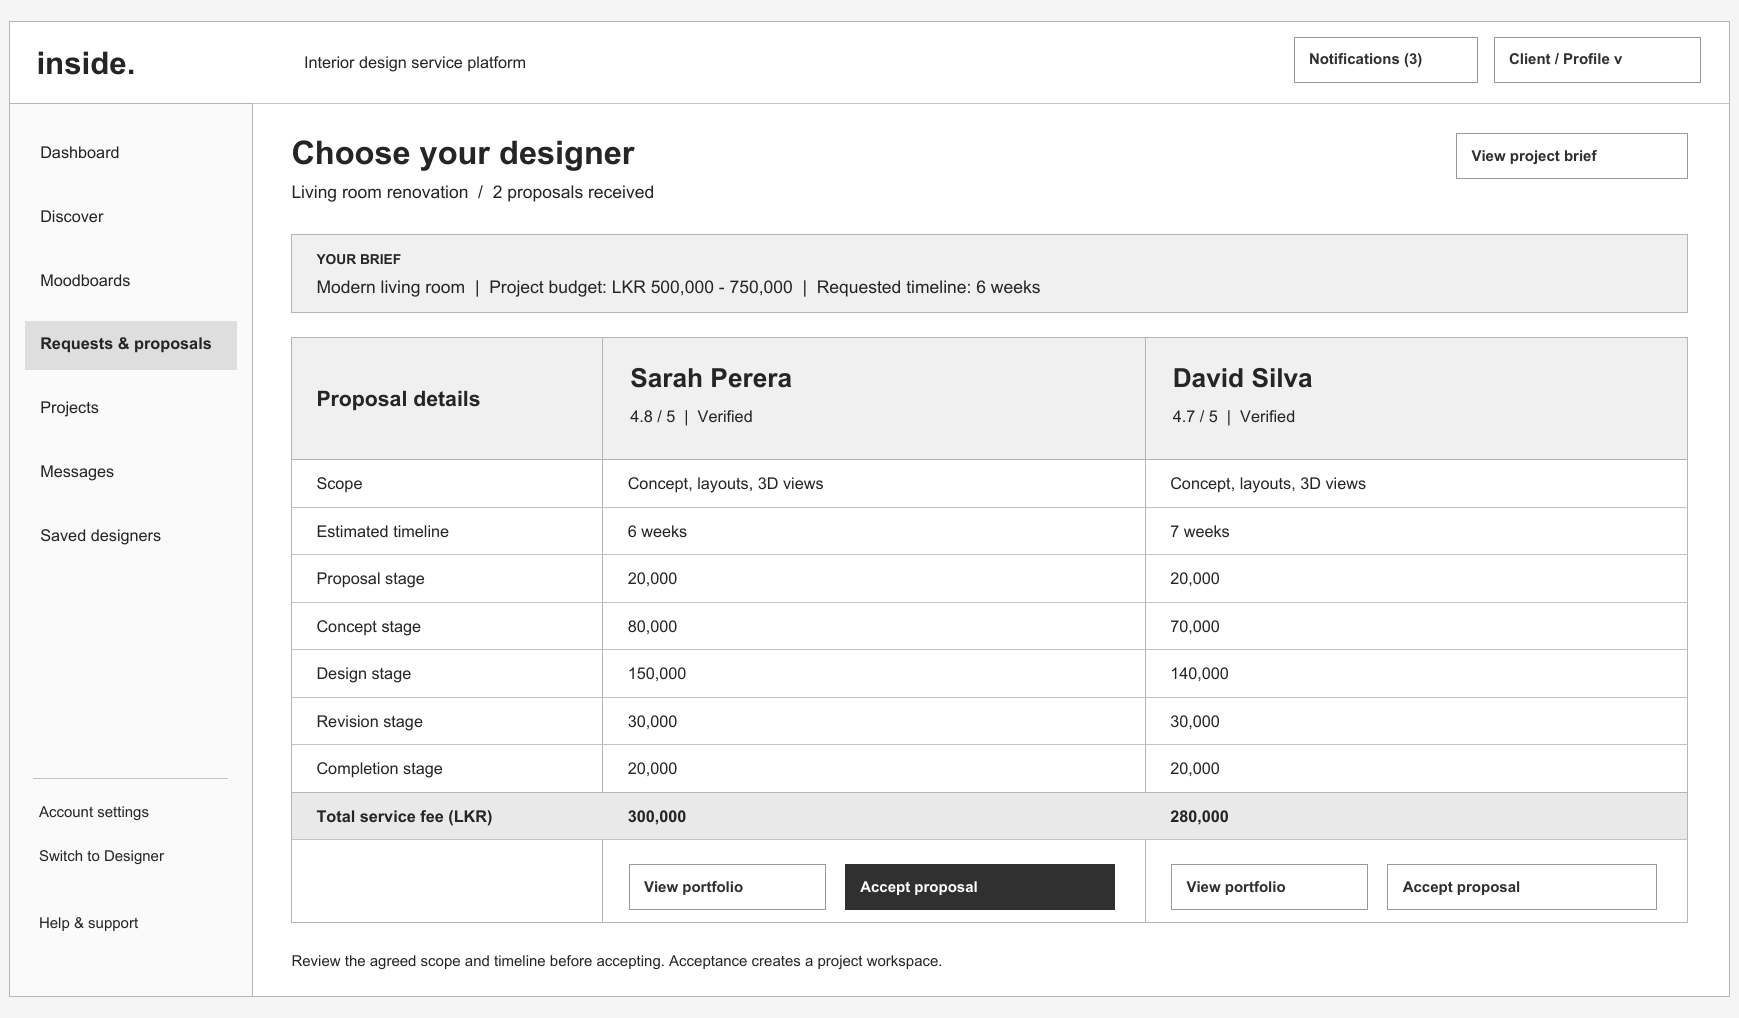 inside.
Interior design service platform
Notifications (3)
Client / Profile v
Dashboard
Discover
Moodboards
Requests & proposals
Projects
Messages
Saved designers
Account settings
Switch to Designer
Help & support
Choose your designer
Living room renovation / 2 proposals received
View project brief
YOUR BRIEF
Modern living room | Project budget: LKR 500,000 - 750,000 | Requested timeline: 6 weeks
Proposal details
Sarah Perera
4.8 / 5 | Verified
David Silva
4.7 / 5 | Verified
Scope Concept, layouts, 3D views Concept, layouts, 3D views
Estimated timeline 6 weeks 7 weeks
Proposal stage 20,000 20,000
Concept stage 80,000 70,000
Design stage 150,000 140,000
Revision stage 30,000 30,000
Completion stage 20,000 20,000
Total service fee (LKR) 300,000 280,000
View portfolio Accept proposal View portfolio Accept proposal
Review the agreed scope and timeline before accepting. Acceptance creates a project workspace.